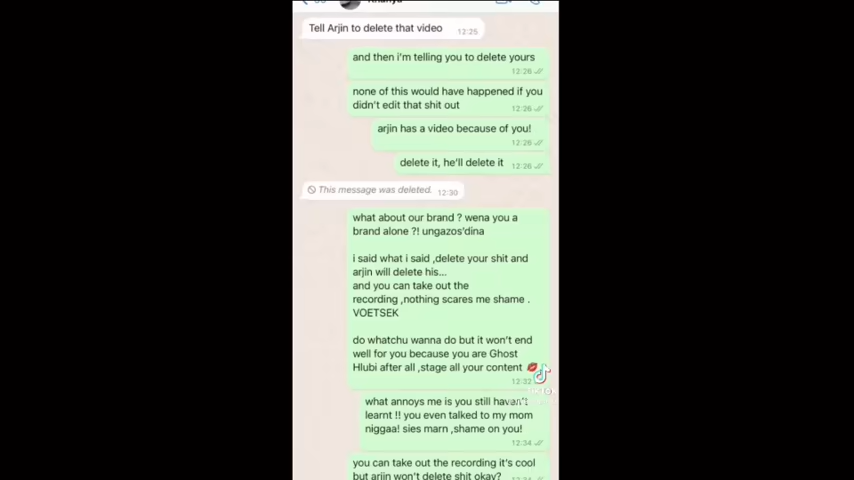 Tell Arjin to delete that video
12:25
and then i'm telling you to delete yours
12:26
none of this would have happened if you
didn't edit that shit out
12:26
arjin has a video because of you!
12:26
delete it, he'll delete it
12:26
This message was deleted.
12:30
what about our brand ? wena you a
brand alone ?! ungazos'dina
i said what i said ,delete your shit and
arjin will delete his...
and you can take out the
recording ,nothing scares me shame .
VOETSEK
do whatchu wanna do but it won't end
well for you because you are Ghost
Hlubi after all ,stage all your content 💋
12:32
what annoys me is you still haven't
learnt !! you even talked to my mom
niggaa! sies marn ,shame on you!
12:34
you can take out the recording it's cool
but arjin won't delete shit okay?